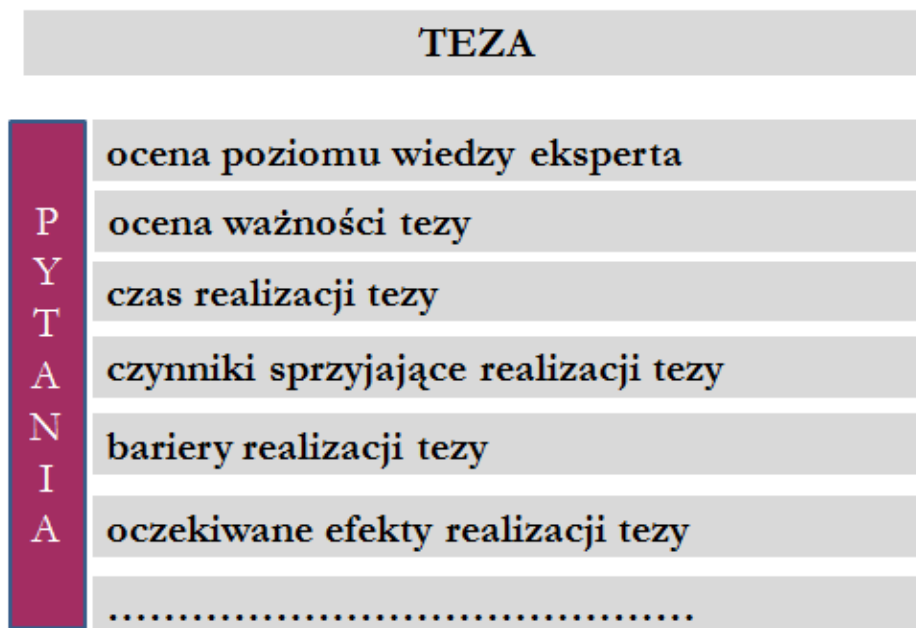 TEZA
PYTANIA
ocena poziomu wiedzy eksperta
ocena ważności tezy
czas realizacji tezy
czynniki sprzyjające realizacji tezy
bariery realizacji tezy
oczekiwane efekty realizacji tezy
..........................................